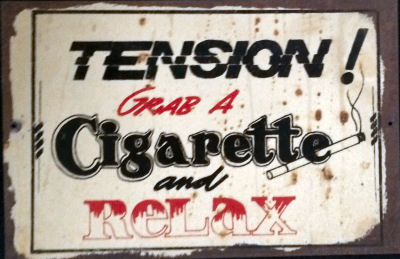 TENSION!
GRAB A
Cigarette
and
ReLaX